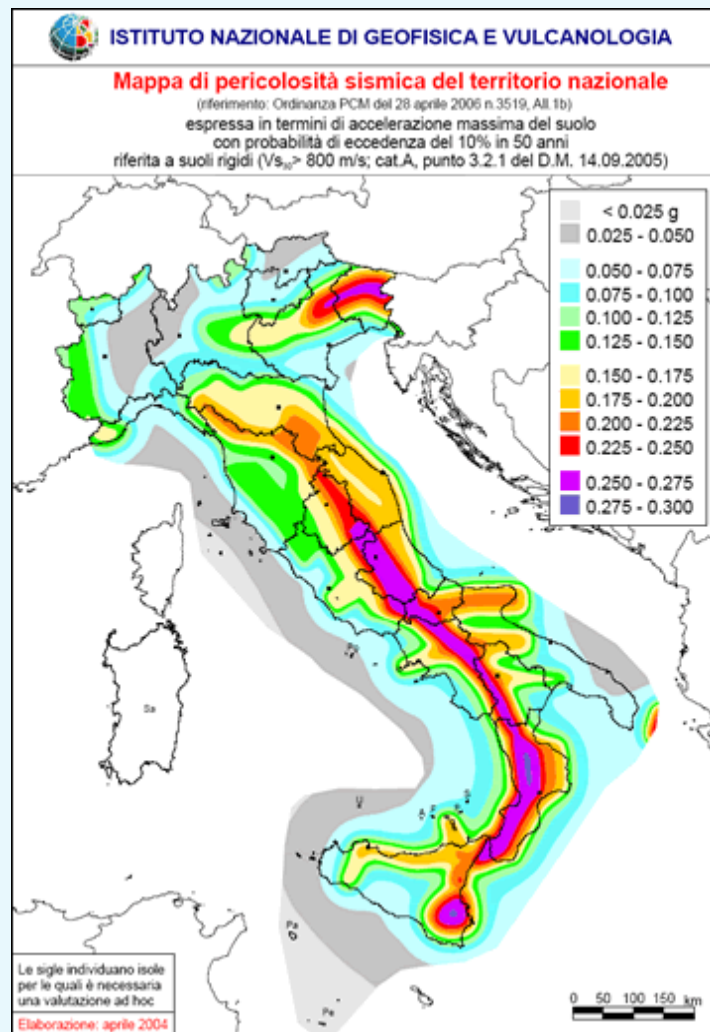 ISTITUTO NAZIONALE DI GEOFISICA E VULCANOLOGIA
Mappa di pericolosità sismica del territorio nazionale
(riferimento: Ordinanza PCM del 28 aprile 2006 n.3519, All.1b)
espressa in termini di accelerazione massima del suolo
con probabilità di eccedenza del 10% in 50 anni
riferita a suoli rigidi (Vs₃₀> 800 m/s; cat.A, punto 3.2.1 del D.M. 14.09.2005)
< 0.025 g
0.025 - 0.050
0.050 - 0.075
0.075 - 0.100
0.100 - 0.125
0.125 - 0.150
0.150 - 0.175
0.175 - 0.200
0.200 - 0.225
0.225 - 0.250
0.250 - 0.275
0.275 - 0.300
Sa
U
A
Pa
Pe
Le sigle individuano isole
per le quali è necessaria
una valutazione ad hoc
Elaborazione: aprile 2004
0 50 100 150 km